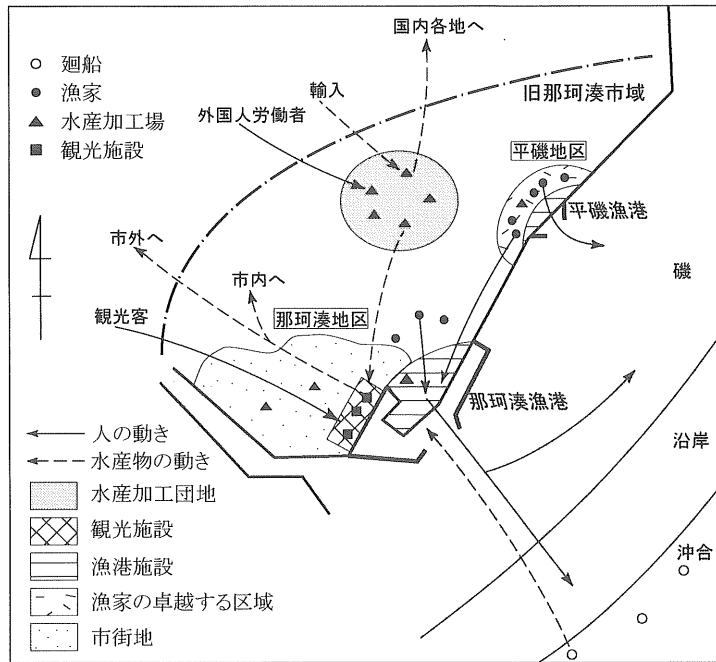 国内各地へ
廻船
漁家
水産加工場
観光施設
輸入
外国人労働者
旧那珂湊市域
平磯地区
平磯漁港
市外へ
市内へ
那珂湊地区
観光客
磯
那珂湊漁港
沿岸
沖合
人の動き
水産物の動き
水産加工団地
観光施設
漁港施設
漁家の卓越する区域
市街地